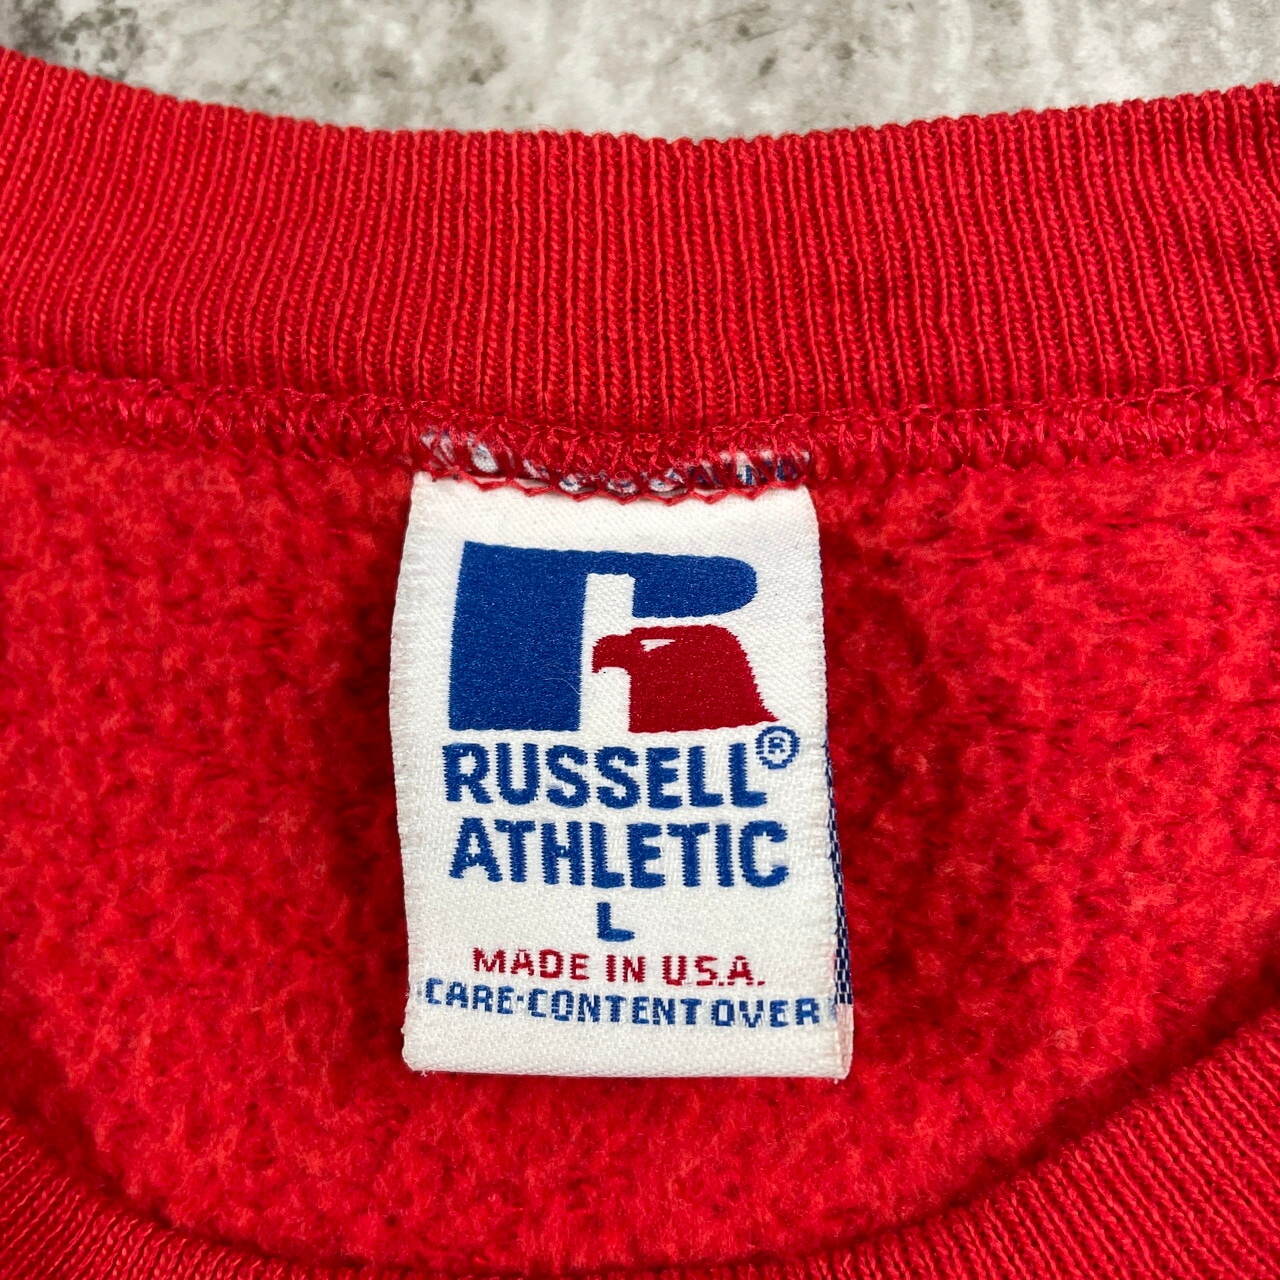 R
RUSSELL®
ATHLETIC
L
MADE IN U.S.A.
CARE·CONTENT OVER